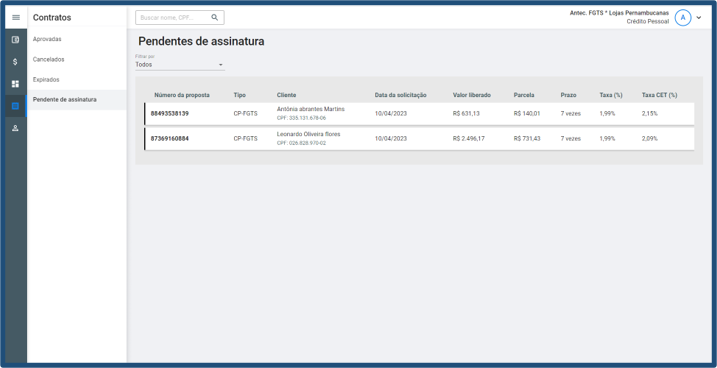 Contratos
Buscar nome, CPF...
Antec. FGTS * Lojas Pernambucanas
Crédito Pessoal
A
Aprovadas
Cancelados
Expirados
Pendente de assinatura
Pendentes de assinatura
Filtrar por
Todos
Número da proposta Tipo Cliente Data da solicitação Valor liberado Parcela Prazo Taxa (%) Taxa CET (%)
88493538139 CP-FGTS Antônia abrantes Martins 10/04/2023 R$ 631,13 R$ 140,01 7 vezes 1,99% 2,15%
CPF: 335.131.678-06
87369160884 CP-FGTS Leonardo Oliveira flores 10/04/2023 R$ 2.496,17 R$ 731,43 7 vezes 1,99% 2,09%
CPF: 026.828.970-02